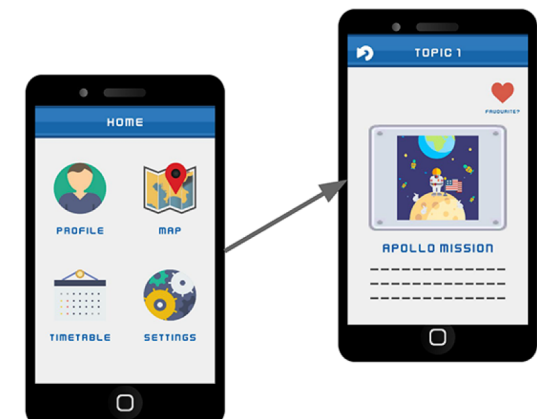 HOME
PROFILE
MAP
TIMETABLE
SETTINGS
TOPIC 1
FAVOURITE?
APOLLO MISSION